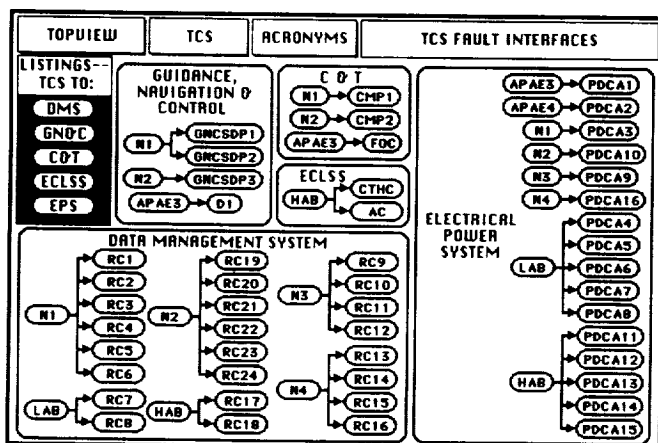 TOPVIEW TCS ACRONYMS TCS FAULT INTERFACES
LISTINGS--
TCS TO:
DMS
GN&C
C&T
ECLSS
EPS
GUIDANCE,
NAVIGATION &
CONTROL
N1 GNCSDP1
GNCSDP2
N2 GNCSDP3
APAE3 D1
C & T
N1 CMP1
N2 CMP2
APAE3 FOC
ECLSS
HAB CTHC
AC
ELECTRICAL
POWER
SYSTEM
APAE3 PDCA1
APAE4 PDCA2
N1 PDCA3
N2 PDCA10
N3 PDCA9
N4 PDCA16
LAB PDCA4
PDCA5
PDCA6
PDCA7
PDCA8
HAB PDCA11
PDCA12
PDCA13
PDCA14
PDCA15
DATA MANAGEMENT SYSTEM
N1 RC1
RC2
RC3
RC4
RC5
RC6
LAB RC7
RC8
N2 RC19
RC20
RC21
RC22
RC23
RC24
HAB RC17
RC18
N3 RC9
RC10
RC11
RC12
N4 RC13
RC14
RC15
RC16